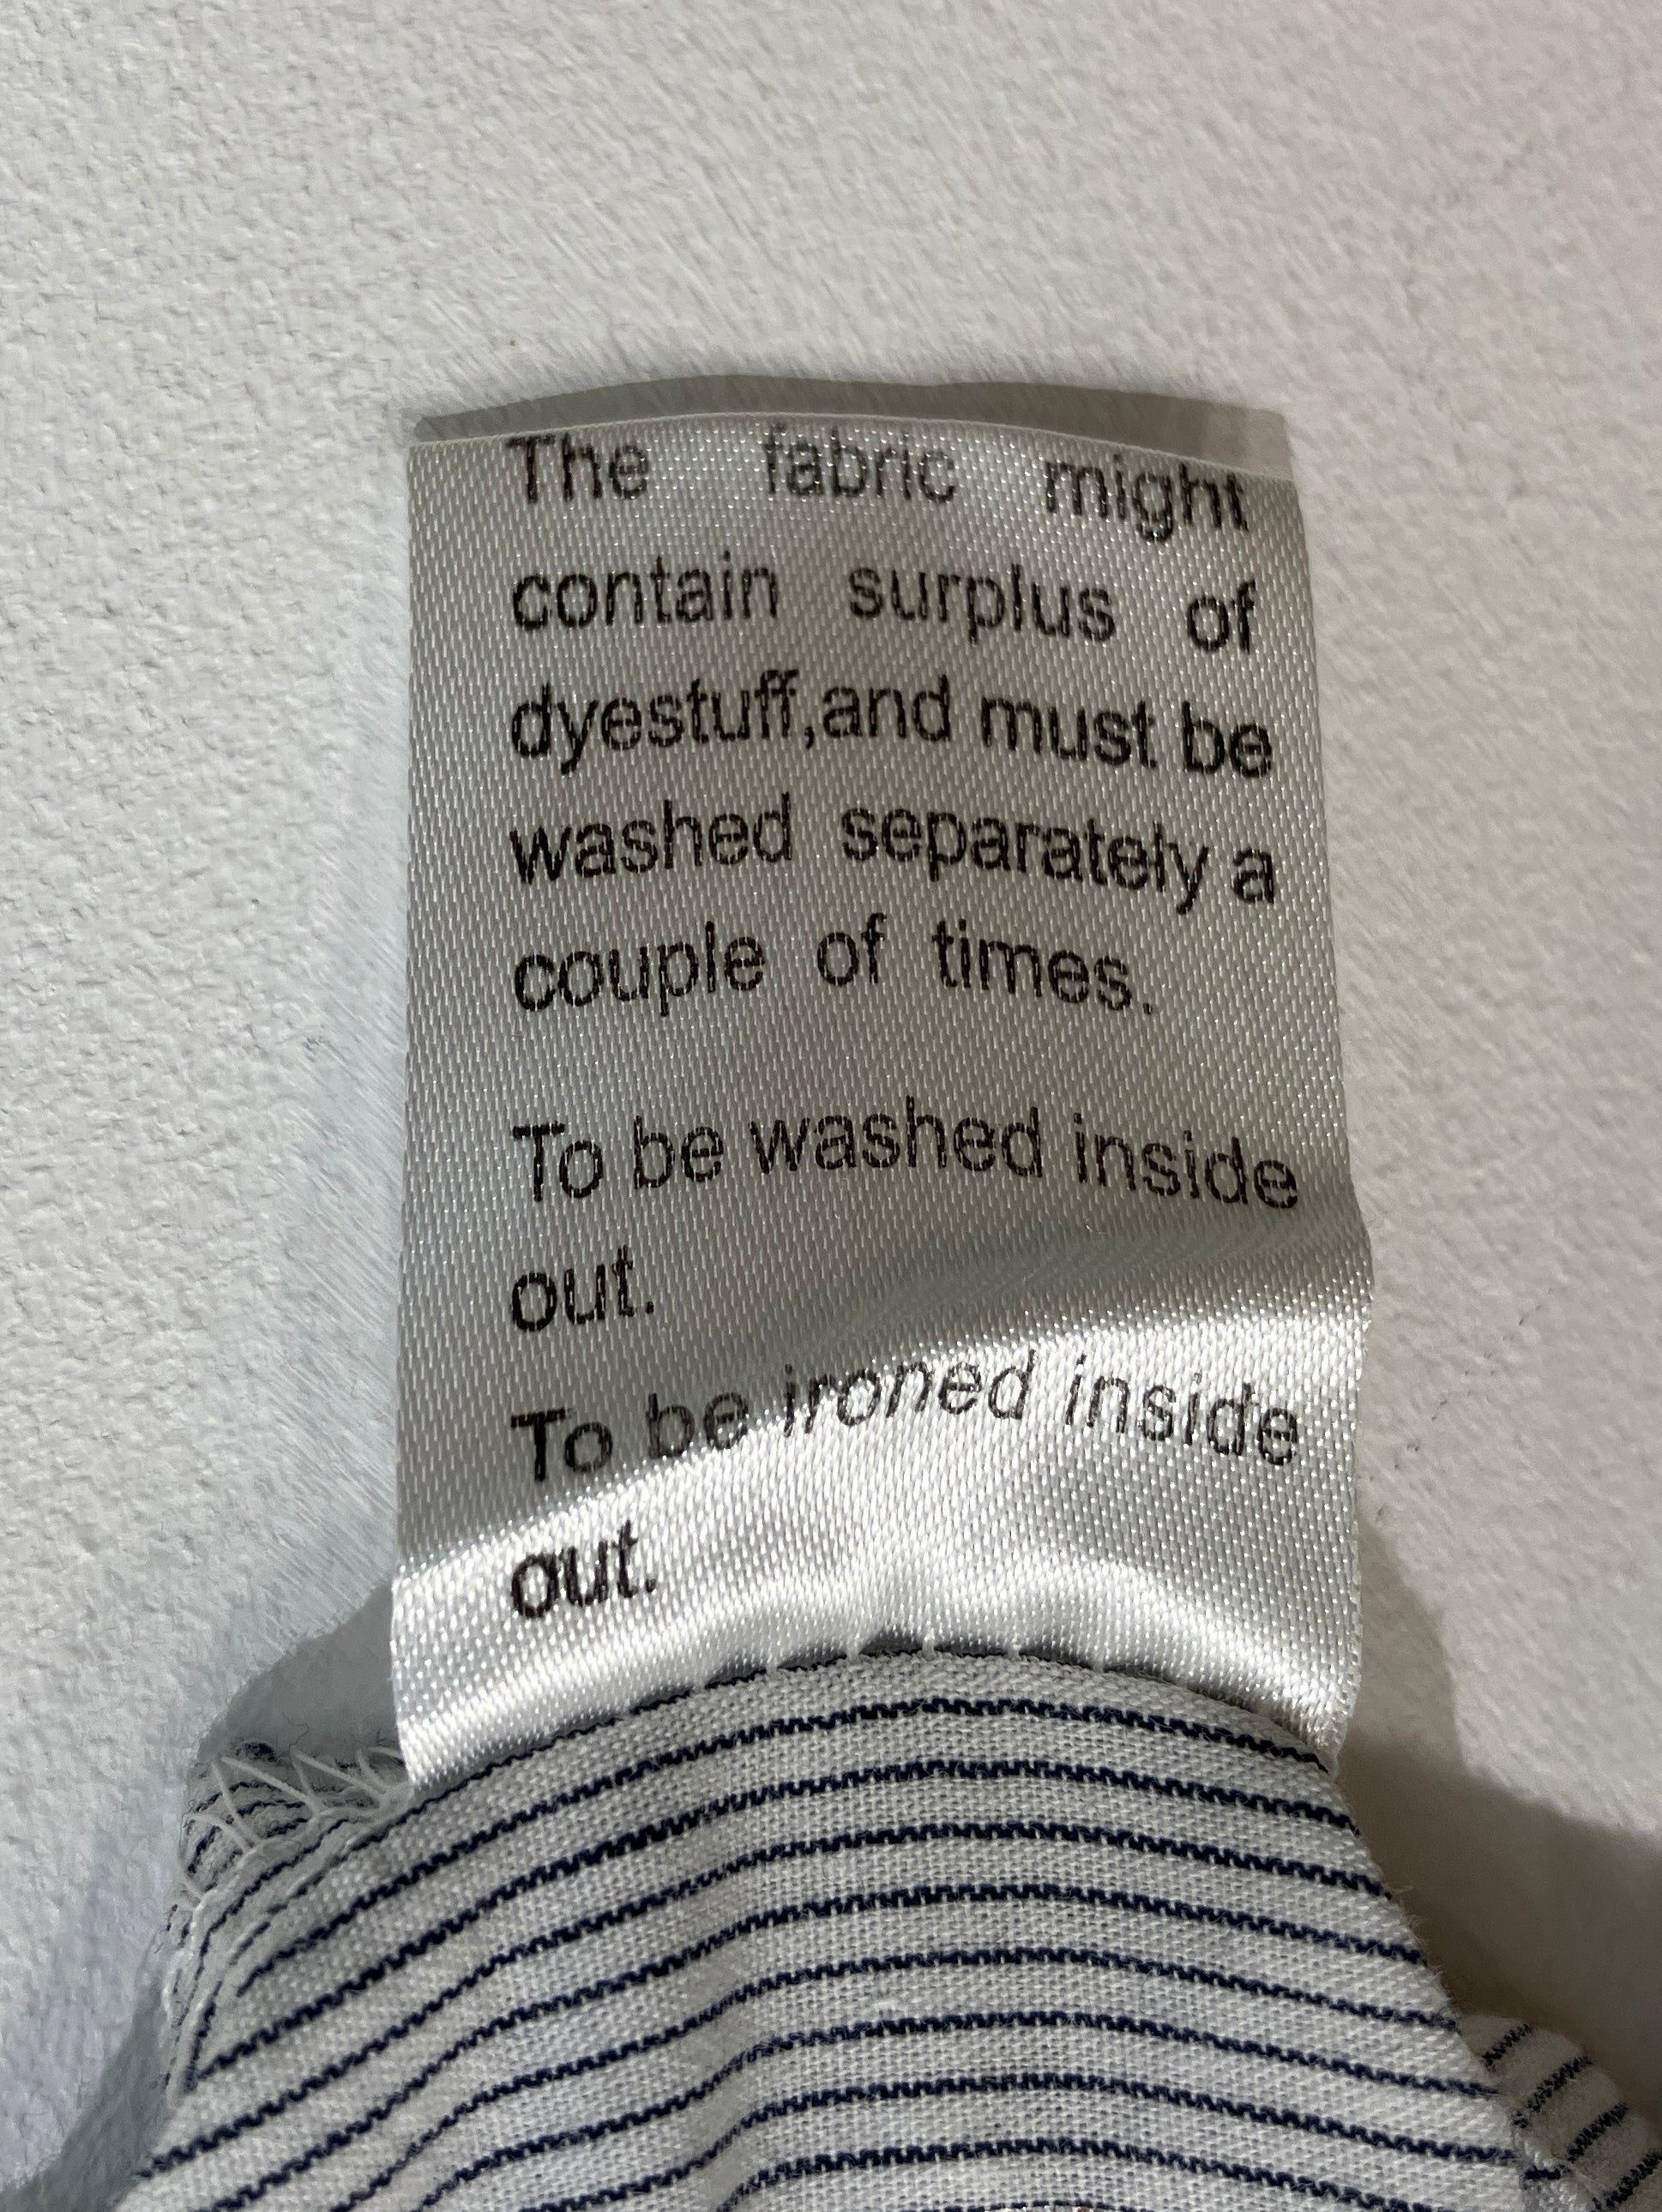 The fabric might
contain surplus of
dyestuff,and must be
washed separately a
couple of times.
To be washed inside
out.
To be ironed inside
out.